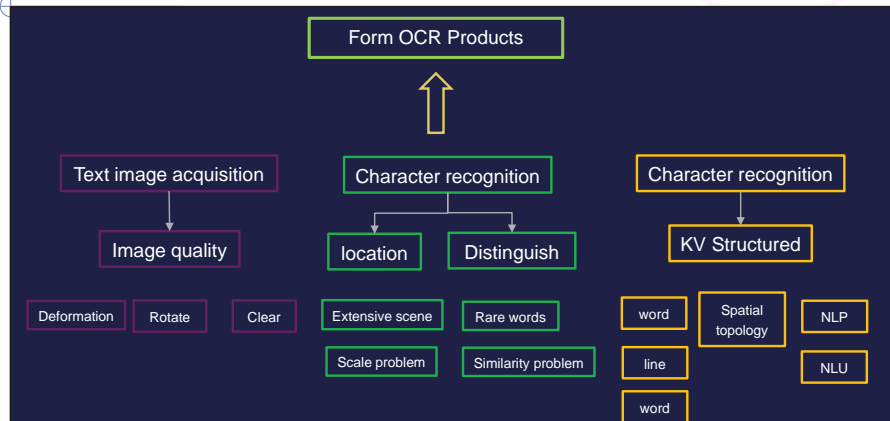 Form OCR Products
Text image acquisition
Character recognition
Character recognition
Image quality
location
Distinguish
KV Structured
Deformation
Rotate
Clear
Extensive scene
Rare words
word
Spatial
topology
NLP
Scale problem
Similarity problem
line
NLU
word